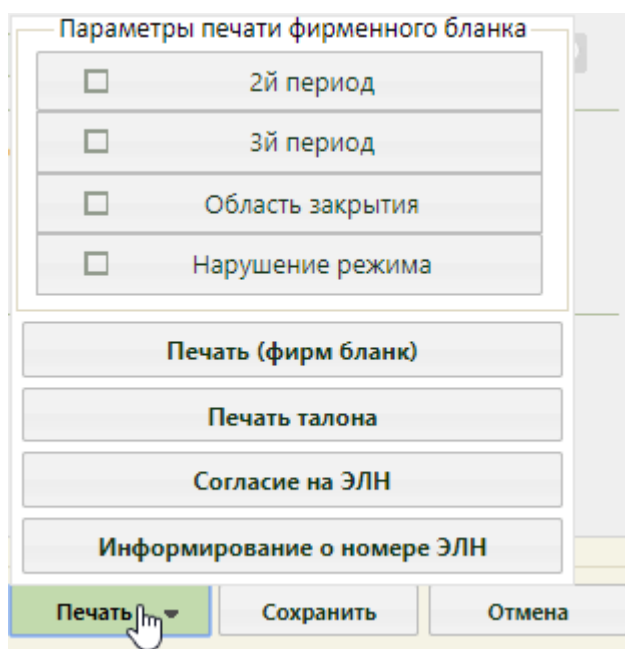 Параметры печати фирменного бланка
2й период
3й период
Область закрытия
Нарушение режима
Печать (фирм бланк)
Печать талона
Согласие на ЭЛН
Информирование о номере ЭЛН
Печать Сохранить Отмена